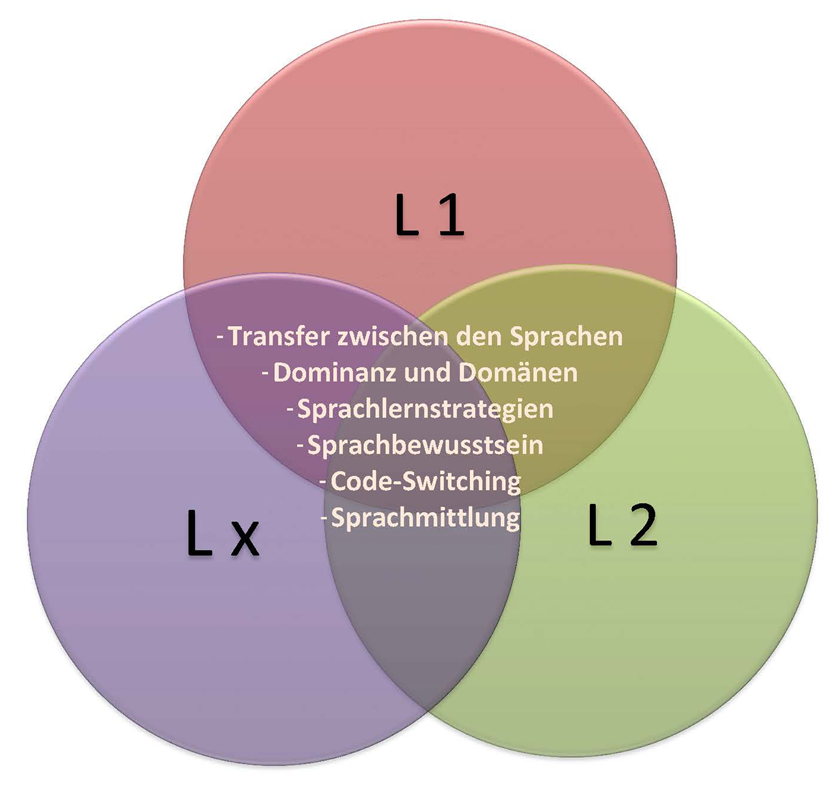 L 1
-Transfer zwischen den Sprachen
-Dominanz und Domänen
-Sprachlernstrategien
-Sprachbewusstsein
-Code-Switching
-Sprachmittlung
L x
L 2